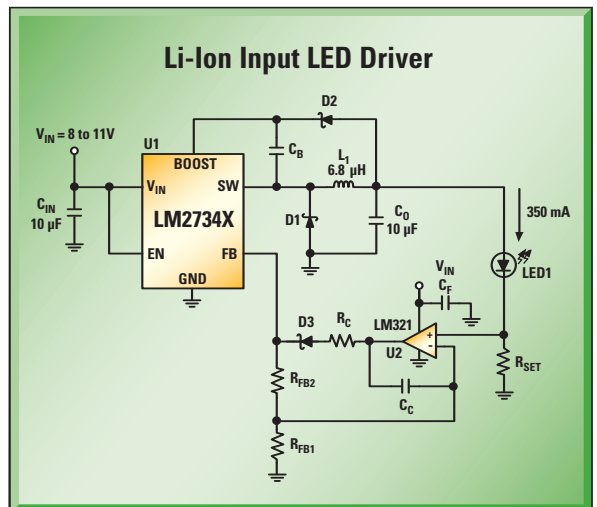 Li-Ion Input LED Driver
V_IN = 8 to 11V
U1
D2
BOOST
C_B
L_1
6.8 µH
V_IN
SW
C_IN
10 µF
LM2734X
D1
C_O
10 µF
350 mA
EN
FB
GND
LED1
V_IN
C_F
D3
R_C
LM321
+
-
U2
R_SET
R_FB2
C_C
R_FB1